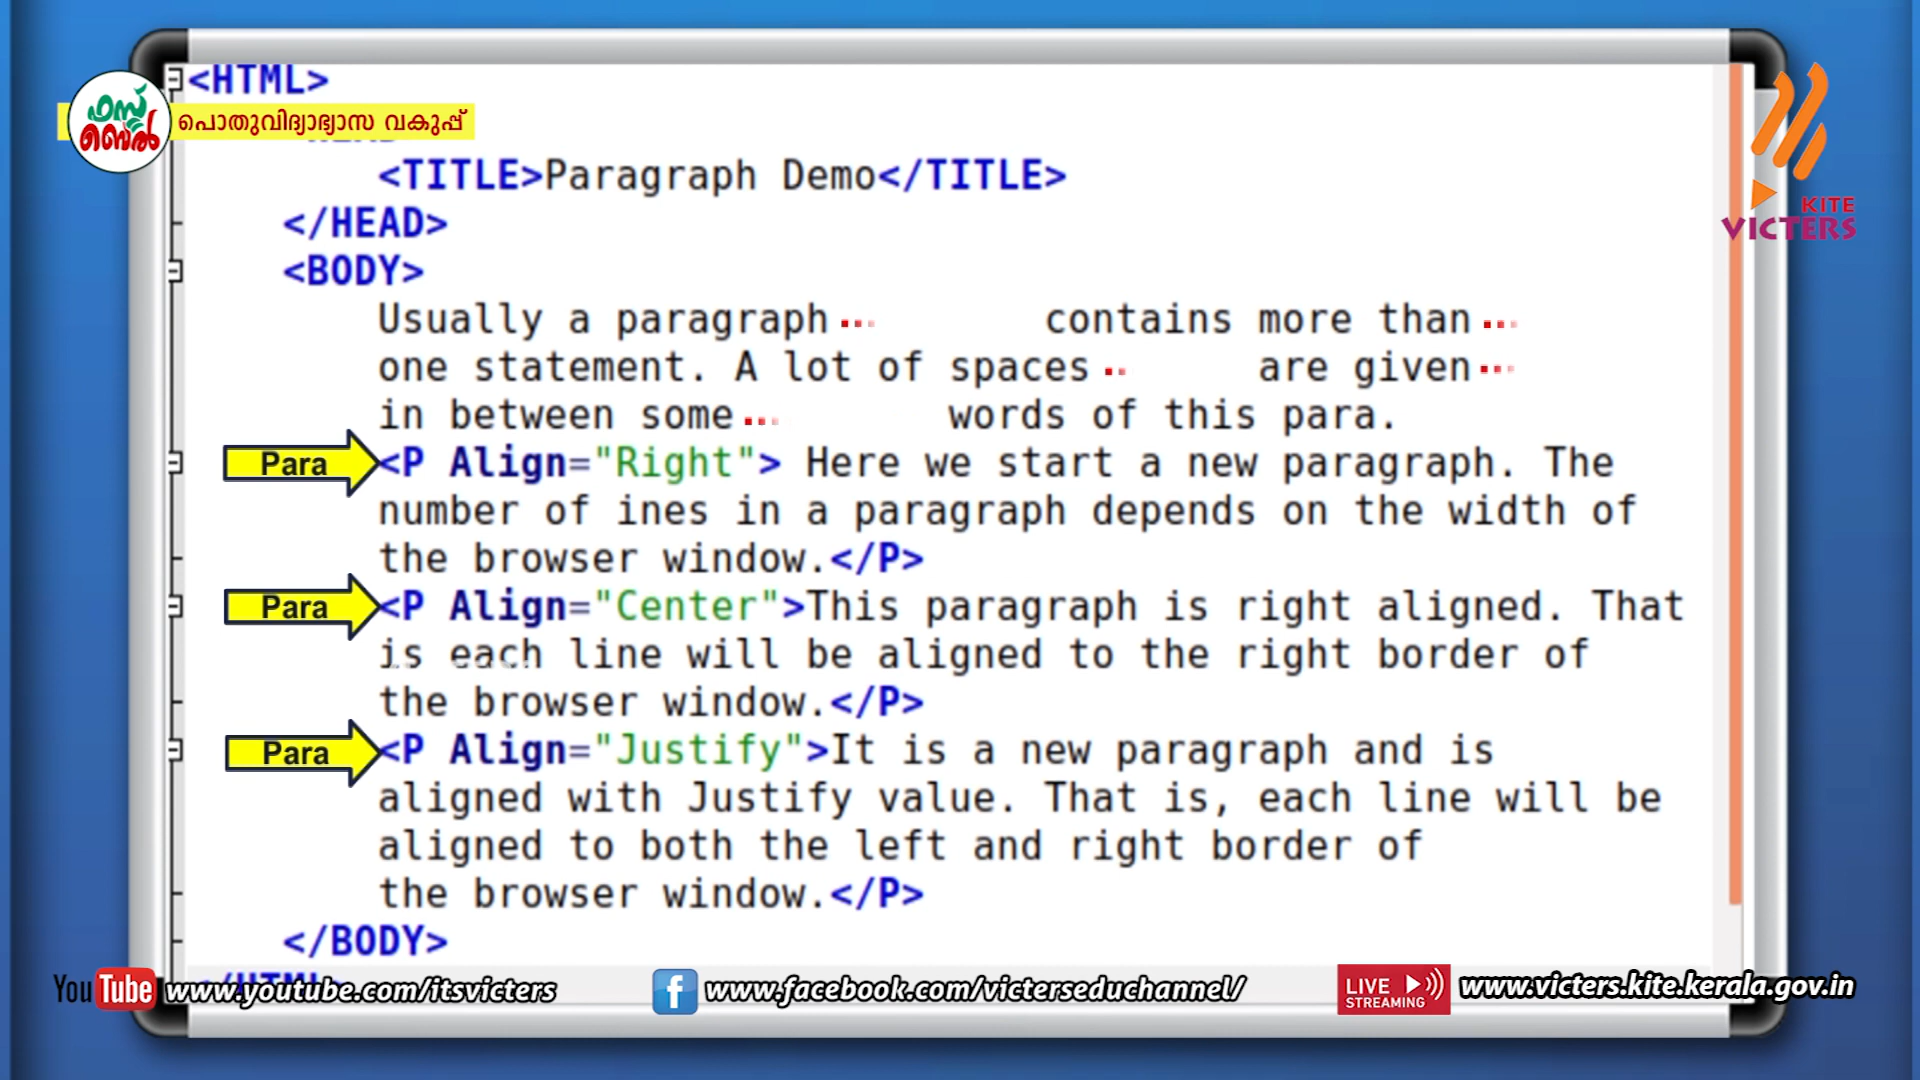 <HTML>
ഫസ്റ്റ്
ബെൽ
പൊതുവിദ്യാഭ്യാസ വകുപ്പ്
<TITLE>Paragraph Demo</TITLE>
KITE
VICTERS
</HEAD>
<BODY>
Usually a paragraph contains more than
one statement. A lot of spaces are given
in between some words of this para.
Para <P Align="Right"> Here we start a new paragraph. The
number of ines in a paragraph depends on the width of
the browser window.</P>
Para <P Align="Center">This paragraph is right aligned. That
is each line will be aligned to the right border of
the browser window.</P>
Para <P Align="Justify">It is a new paragraph and is
aligned with Justify value. That is, each line will be
aligned to both the left and right border of
the browser window.</P>
</BODY>
</HTML>
YouTube www.youtube.com/itsvicters
f www.facebook.com/victerseduchannel/
LIVE STREAMING www.victers.kite.kerala.gov.in